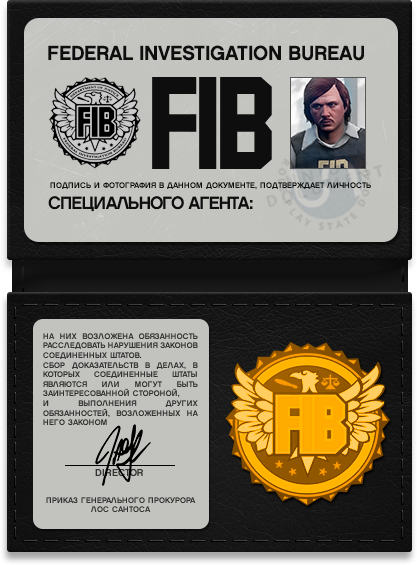 FEDERAL INVESTIGATION BUREAU
FIB
FIB
FIB
ПОДПИСЬ И ФОТОГРАФИЯ В ДАННОМ ДОКУМЕНТЕ, ПОДТВЕРЖДАЕТ ЛИЧНОСТЬ
СПЕЦИАЛЬНОГО АГЕНТА:
НА НИХ ВОЗЛОЖЕНА ОБЯЗАННОСТЬ
РАССЛЕДОВАТЬ НАРУШЕНИЯ ЗАКОНОВ
СОЕДИНЕННЫХ ШТАТОВ.
СБОР ДОКАЗАТЕЛЬСТВ В ДЕЛАХ, В
КОТОРЫХ СОЕДИНЕННЫЕ ШТАТЫ
ЯВЛЯЮТСЯ ИЛИ МОГУТ БЫТЬ
ЗАИНТЕРЕСОВАННОЙ СТОРОНОЙ,
И ВЫПОЛНЕНИЯ ДРУГИХ
ОБЯЗАННОСТЕЙ, ВОЗЛОЖЕННЫХ НА
НЕГО ЗАКОНОМ
DIRECTOR
ПРИКАЗ ГЕНЕРАЛЬНОГО ПРОКУРОРА
ЛОС САНТОСА
FIB